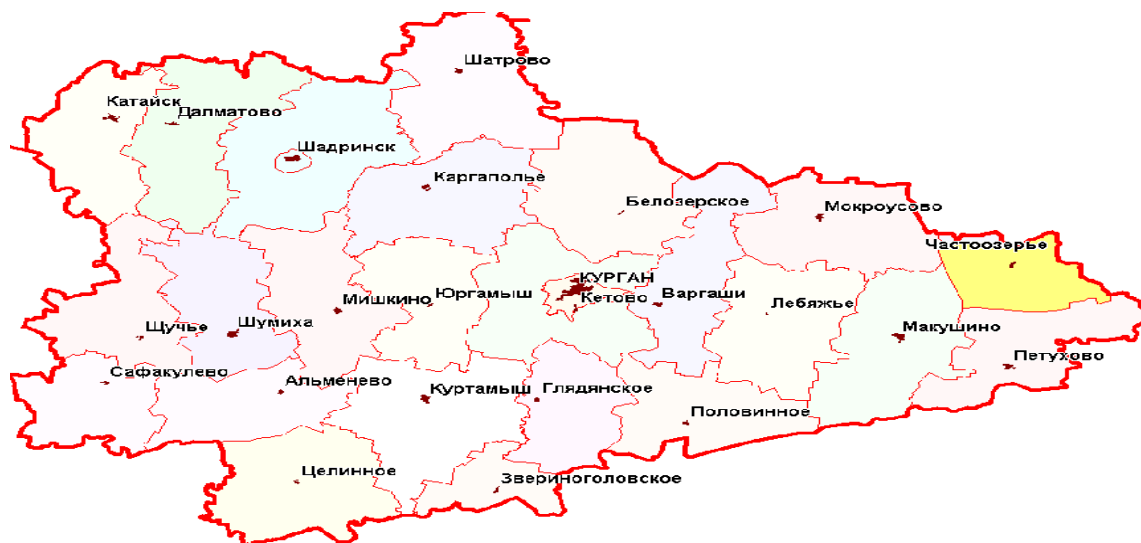 Шатрово
Катайск
Далматово
Шадринск
Каргаполье
Белозерское
Мокроусово
Частоозерье
КУРГАН
Кетово
Мишкино
Юргамыш
Варгаши
Лебяжье
Щучье
Шумиха
Макушино
Петухово
Сафакулево
Альменево
Куртамыш
Глядянское
Половинное
Целинное
Звериноголовское